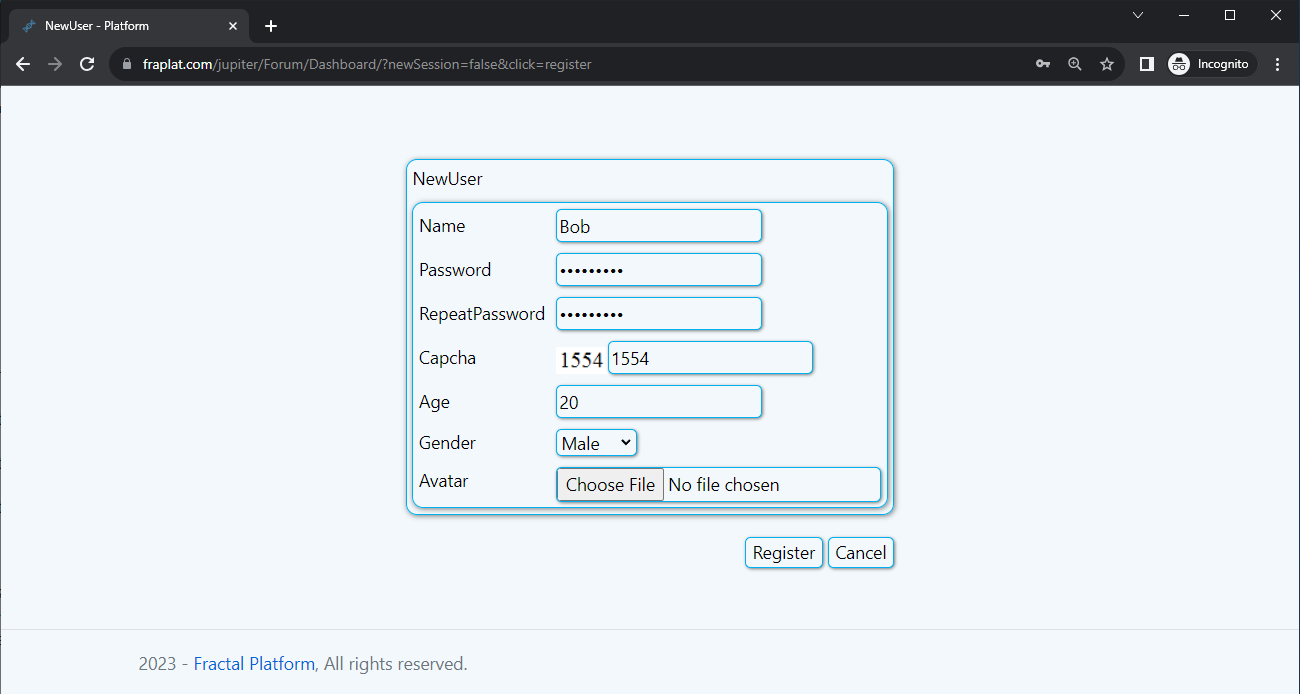 NewUser - Platform
fraplat.com/jupiter/Forum/Dashboard/?newSession=false&click=register
Incognito
NewUser
Name Bob
Password •••••••••
RepeatPassword •••••••••
Capcha 1554 1554
Age 20
Gender Male
Avatar Choose File No file chosen
Register Cancel
2023 - Fractal Platform, All rights reserved.